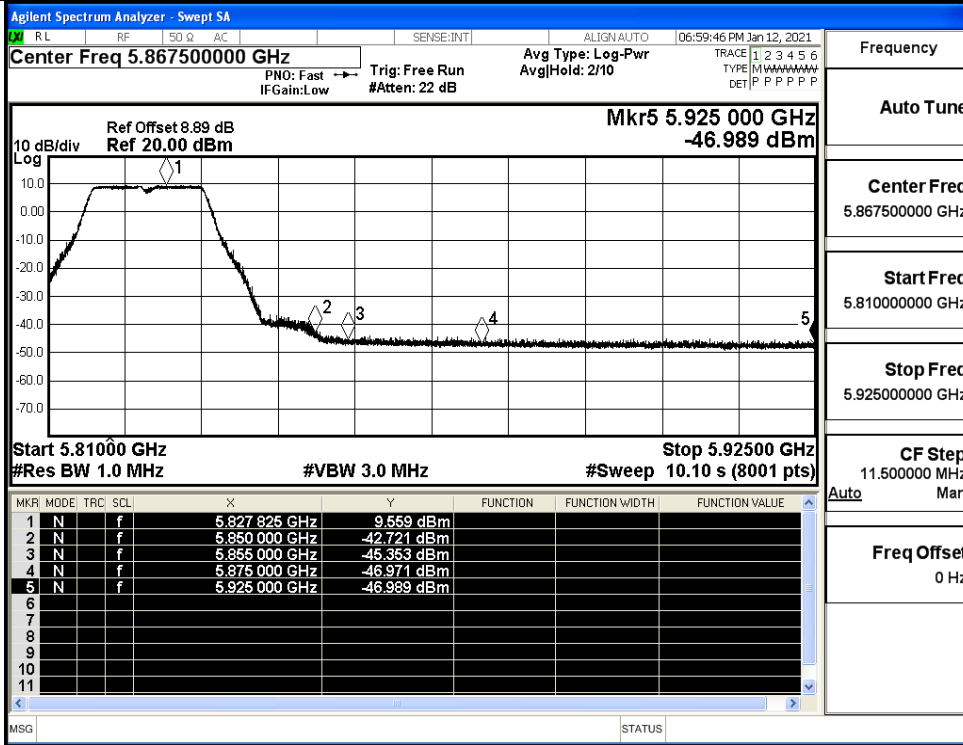 Agilent Spectrum Analyzer - Swept SA
LXI RL RF 50 Ω AC SENSE:INT ALIGN AUTO 06:59:46 PM Jan 12, 2021
Center Freq 5.867500000 GHz
PNO: Fast
IFGain:Low
Trig: Free Run
#Atten: 22 dB
Avg Type: Log-Pwr
Avg|Hold: 2/10
TRACE 1 2 3 4 5 6
TYPE M WWWWW
DET P P P P P P
Mkr5 5.925 000 GHz
-46.989 dBm
Ref Offset 8.89 dB
10 dB/div Ref 20.00 dBm
Log
10.0
0.00
-10.0
-20.0
-30.0
-40.0
-50.0
-60.0
-70.0
1
2
3
4
5
Start 5.81000 GHz Stop 5.92500 GHz
#Res BW 1.0 MHz #VBW 3.0 MHz #Sweep 10.10 s (8001 pts)
MKR MODE TRC SCL X Y FUNCTION FUNCTION WIDTH FUNCTION VALUE
1 N f 5.827 825 GHz 9.559 dBm
2 N f 5.850 000 GHz -42.721 dBm
3 N f 5.855 000 GHz -45.353 dBm
4 N f 5.875 000 GHz -46.971 dBm
5 N f 5.925 000 GHz -46.989 dBm
6
7
8
9
10
11
MSG STATUS
Frequency
Auto Tune
Center Freq
5.867500000 GHz
Start Freq
5.810000000 GHz
Stop Freq
5.925000000 GHz
CF Step
11.500000 MHz
Auto Man
Freq Offset
0 Hz